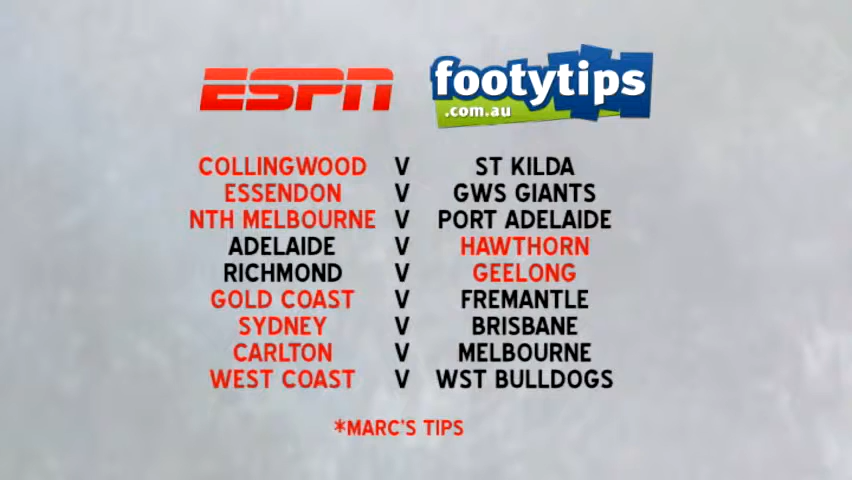 ESPN footytips
.com.au
COLLINGWOOD V ST KILDA
ESSENDON V GWS GIANTS
NTH MELBOURNE V PORT ADELAIDE
ADELAIDE V HAWTHORN
RICHMOND V GEELONG
GOLD COAST V FREMANTLE
SYDNEY V BRISBANE
CARLTON V MELBOURNE
WEST COAST V WST BULLDOGS
*MARC'S TIPS